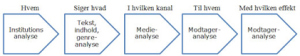 Hvem
Siger hvad
I hvilken kanal
Til hvem
Med hvilken effekt
Institutions
analyse
Tekst,
indhold,
genre-
analyse
Medie-
analyse
Modtager-
analyse
Modtager-
analyse